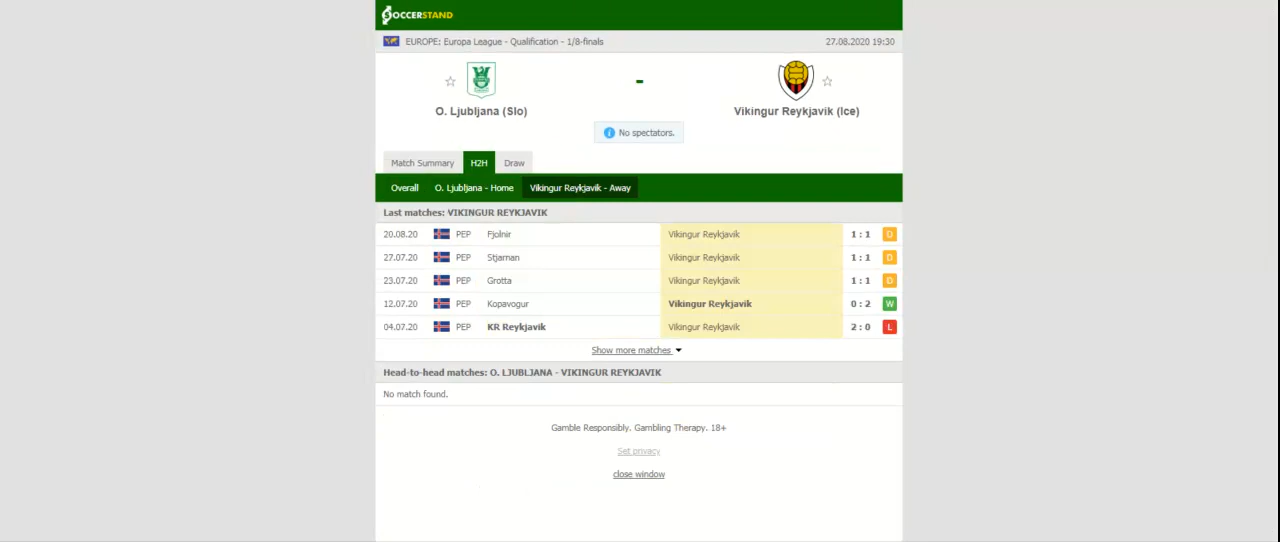 SOCCERSTAND
EUROPE: Europa League - Qualification - 1/8-finals 27.08.2020 19:30
-
O. Ljubljana (Slo) Vikingur Reykjavik (Ice)
No spectators.
Match Summary H2H Draw
Overall O. Ljubljana - Home Vikingur Reykjavik - Away
Last matches: VIKINGUR REYKJAVIK
20.08.20 PEP Fjolnir Vikingur Reykjavik 1 : 1 D
27.07.20 PEP Stjarnan Vikingur Reykjavik 1 : 1 D
23.07.20 PEP Grotta Vikingur Reykjavik 1 : 1 D
12.07.20 PEP Kopavogur Vikingur Reykjavik 0 : 2 W
04.07.20 PEP KR Reykjavik Vikingur Reykjavik 2 : 0 L
Show more matches
Head-to-head matches: O. LJUBLJANA - VIKINGUR REYKJAVIK
No match found.
Gamble Responsibly. Gambling Therapy. 18+
Set privacy
close window